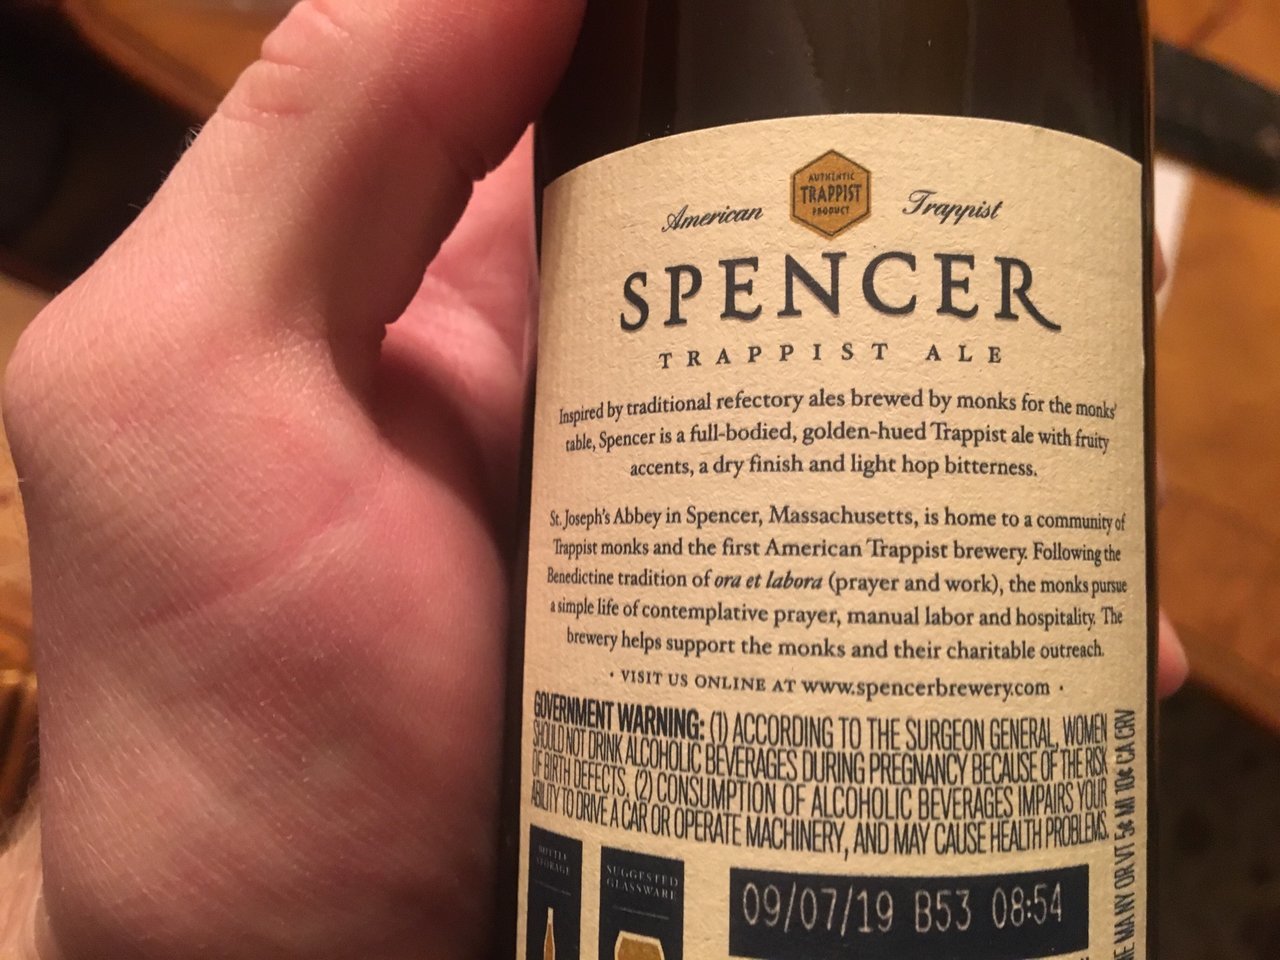 AUTHENTIC
TRAPPIST
PRODUCT
American Trappist
SPENCER
TRAPPIST ALE
Inspired by traditional refectory ales brewed by monks for the monks'
table, Spencer is a full-bodied, golden-hued Trappist ale with fruity
accents, a dry finish and light hop bitterness.
St. Joseph's Abbey in Spencer, Massachusetts, is home to a community of
Trappist monks and the first American Trappist brewery. Following the
Benedictine tradition of ora et labora (prayer and work), the monks pursue
a simple life of contemplative prayer, manual labor and hospitality. The
brewery helps support the monks and their charitable outreach.
· VISIT US ONLINE AT www.spencerbrewery.com ·
GOVERNMENT WARNING: (1) ACCORDING TO THE SURGEON GENERAL, WOMEN
SHOULD NOT DRINK ALCOHOLIC BEVERAGES DURING PREGNANCY BECAUSE OF THE RISK
OF BIRTH DEFECTS. (2) CONSUMPTION OF ALCOHOLIC BEVERAGES IMPAIRS YOUR
ABILITY TO DRIVE A CAR OR OPERATE MACHINERY, AND MAY CAUSE HEALTH PROBLEMS.
BOTTLE
STORAGE
SUGGESTED
GLASSWARE
09/07/19 B53 08:54
MA NY OR VT 5¢ MI 10¢ CA CRV